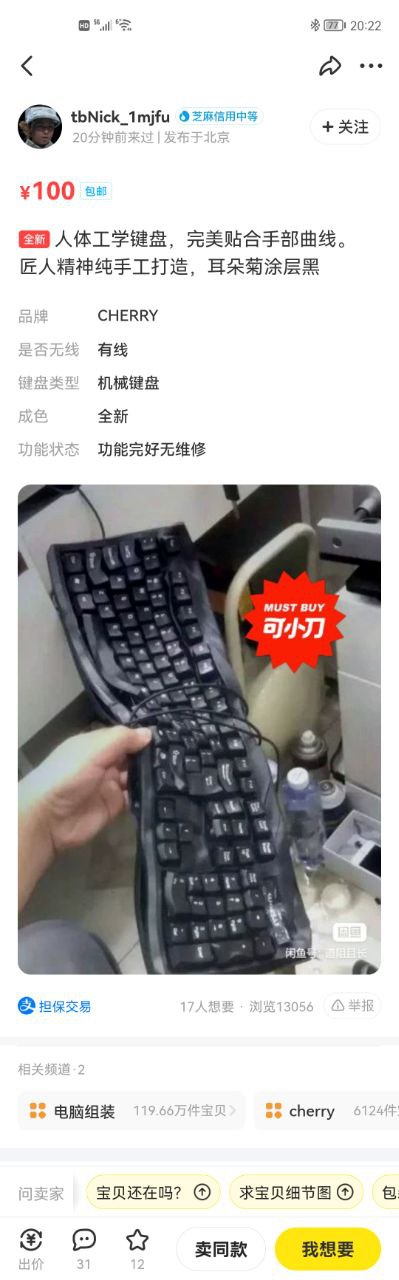 HD 5G 6 77 20:22
tbNick_1mjfu 芝麻信用中等
20分钟前来过 | 发布于北京
+ 关注
¥100 包邮
全新 人体工学键盘，完美贴合手部曲线。
匠人精神纯手工打造，耳朵菊涂层黑
品牌 CHERRY
是否无线 有线
键盘类型 机械键盘
成色 全新
功能状态 功能完好无维修
MUST BUY
可小刀
闲鱼
闲鱼号：
担保交易 17人想要 · 浏览13056 举报
相关频道·2
电脑组装 119.66万件宝贝
cherry 6124件
问卖家 宝贝还在吗？ 求宝贝细节图 包
出价 31 12 卖同款 我想要